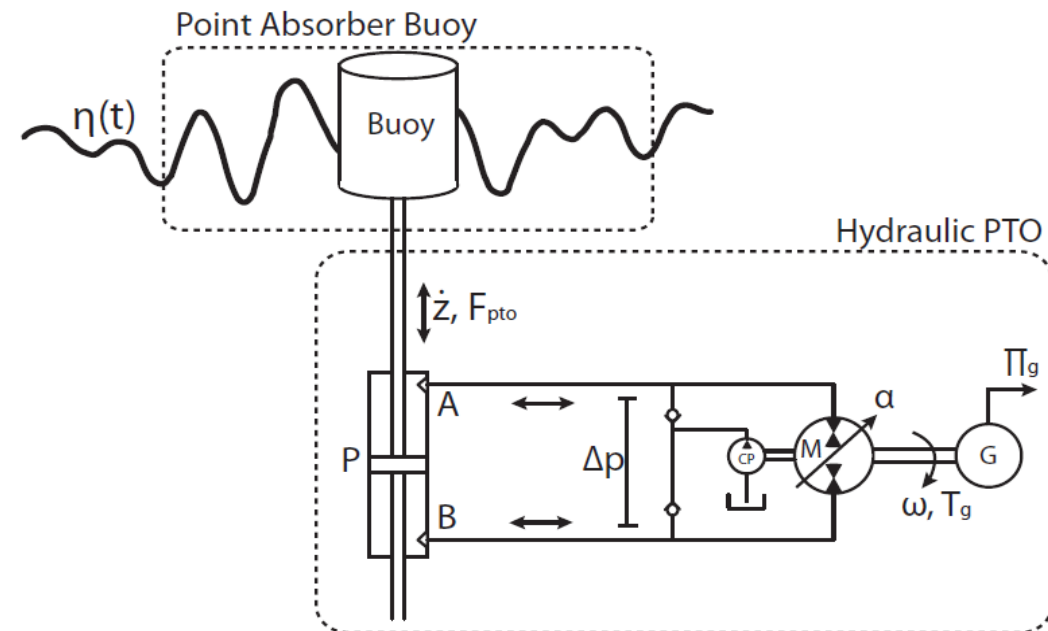 Point Absorber Buoy
η(t)
Buoy
Hydraulic PTO
ż, Fpto
Πg
A
α
P
Δp
CP
M
G
B
ω, Tg